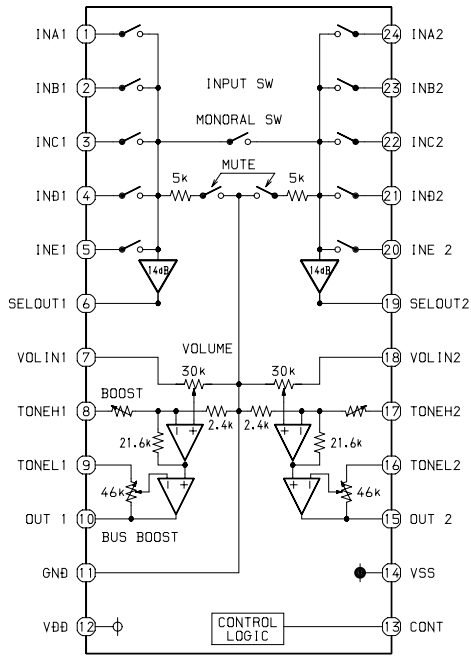 INA1 1 24 INA2
INB1 2 INPUT SW 23 INB2
MONORAL SW
INC1 3 22 INC2
MUTE
5k 5k
IND1 4 21 IND2
INE1 5 20 INE 2
14dB 14dB
SELOUT1 6 19 SELOUT2
VOLUME
VOLIN1 7 18 VOLIN2
30k 30k
BOOST
TONEH1 8 17 TONEH2
2.4k 2.4k
- + + -
21.6k 21.6k
TONEL1 9 16 TONEL2
- + + -
46k 46k
OUT 1 10 15 OUT 2
BUS BOOST
GND 11 14 VSS
VDD 12 CONTROL 13 CONT
LOGIC